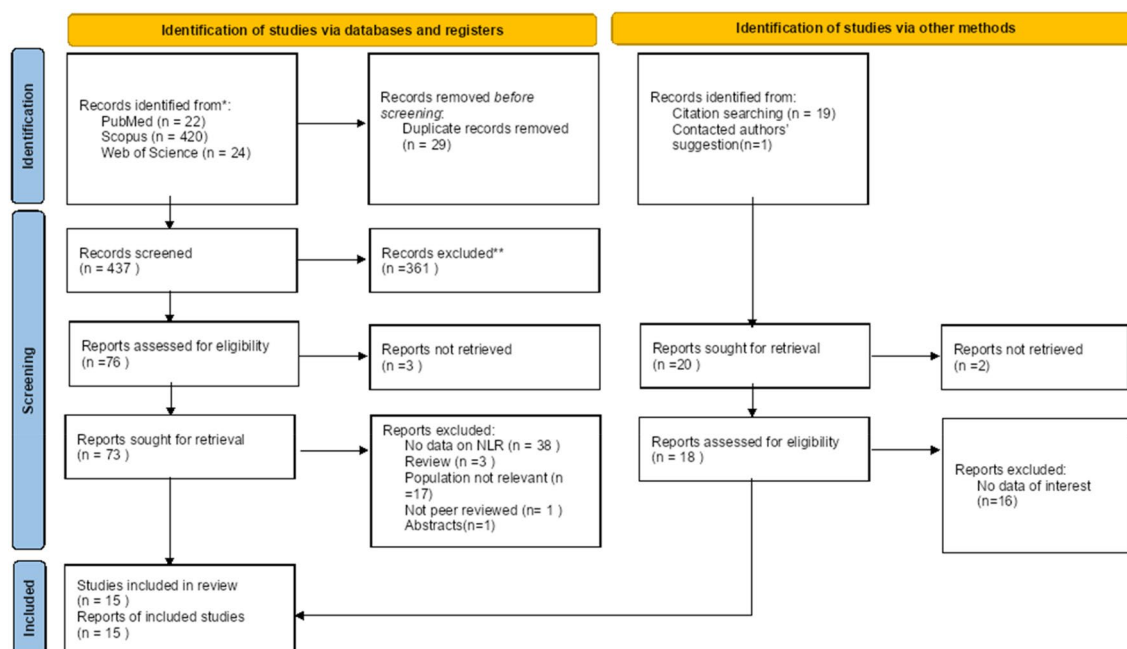 Identification of studies via databases and registers
Identification of studies via other methods
Identification
Records identified from*:
PubMed (n = 22)
Scopus (n = 420)
Web of Science (n = 24)
Records removed before
screening:
Duplicate records removed
(n = 29)
Records identified from:
Citation searching (n = 19)
Contacted authors'
suggestion(n=1)
Screening
Records screened
(n = 437 )
Records excluded**
(n =361 )
Reports assessed for eligibility
(n =76 )
Reports not retrieved
(n =3 )
Reports sought for retrieval
(n =20 )
Reports not retrieved
(n =2)
Reports sought for retrieval
(n = 73 )
Reports excluded:
No data on NLR (n = 38 )
Review (n =3 )
Population not relevant (n
=17)
Not peer reviewed (n= 1 )
Abstracts(n=1)
Reports assessed for eligibility
(n = 18 )
Reports excluded:
No data of interest
(n=16)
Included
Studies included in review
(n = 15 )
Reports of included studies
(n = 15 )